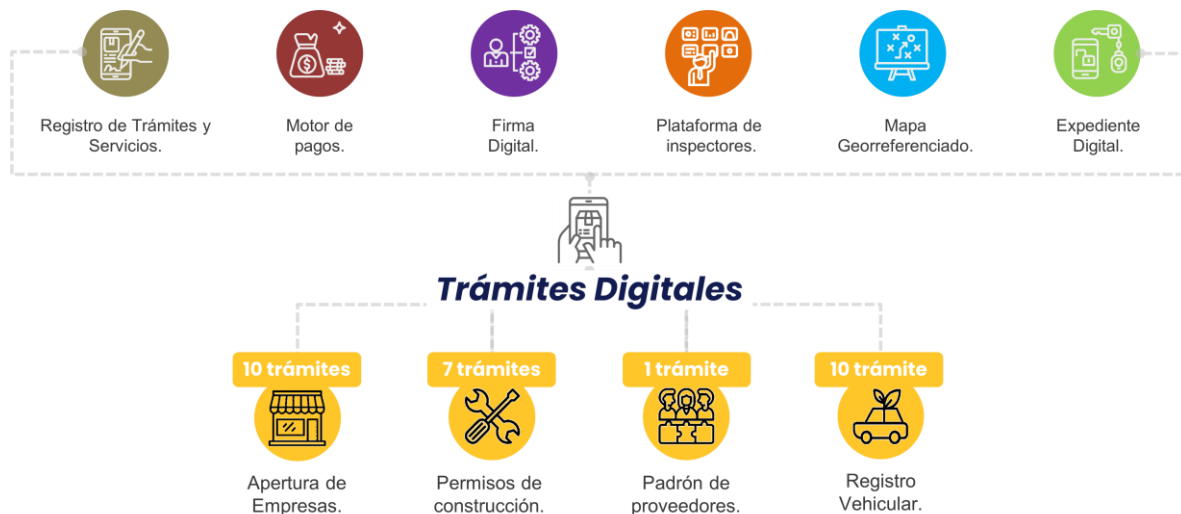 Registro de Trámites y
Servicios.
Motor de
pagos.
Firma
Digital.
Plataforma de
inspectores.
Mapa
Georreferenciado.
Expediente
Digital.
Trámites Digitales
10 trámites
7 trámites
1 trámite
10 trámite
Apertura de
Empresas.
Permisos de
construcción.
Padrón de
proveedores.
Registro
Vehicular.